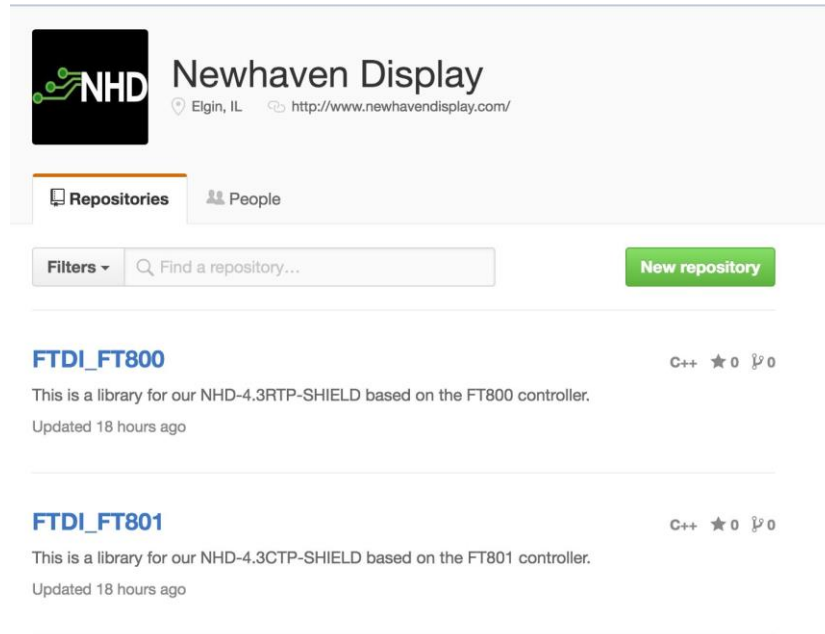 NHD
Newhaven Display
Elgin, IL http://www.newhavendisplay.com/
Repositories People
Filters Find a repository... New repository
FTDI_FT800 C++ 0 0
This is a library for our NHD-4.3RTP-SHIELD based on the FT800 controller.
Updated 18 hours ago
FTDI_FT801 C++ 0 0
This is a library for our NHD-4.3CTP-SHIELD based on the FT801 controller.
Updated 18 hours ago